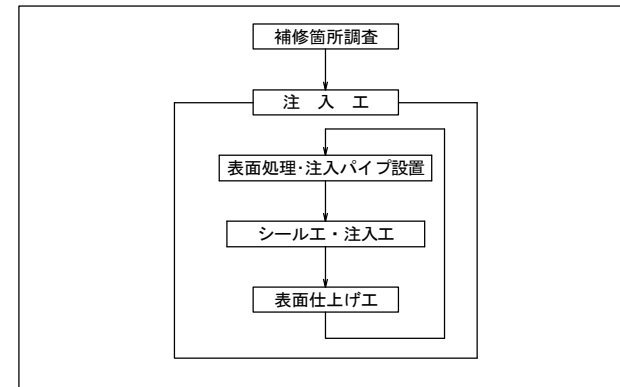 補修箇所調査
注　入　工
表面処理・注入パイプ設置
シール工・注入工
表面仕上げ工